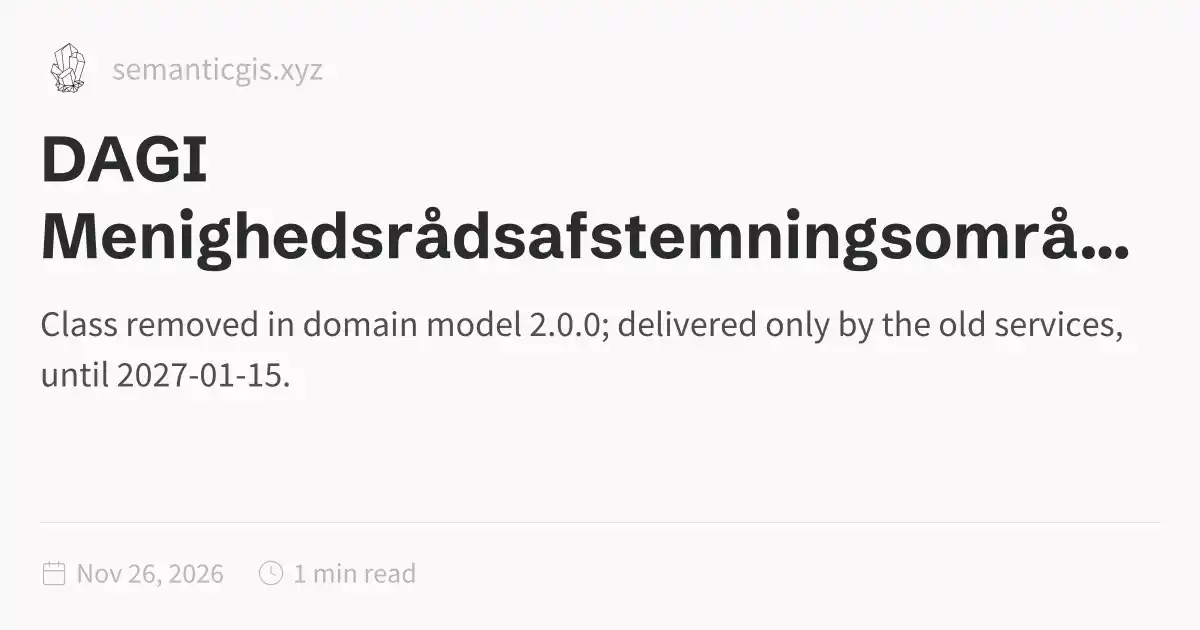 semanticgis.xyz
DAGI
Menighedsrådsafstemningsområ...
Class removed in domain model 2.0.0; delivered only by the old services,
until 2027-01-15.
Nov 26, 2026 1 min read